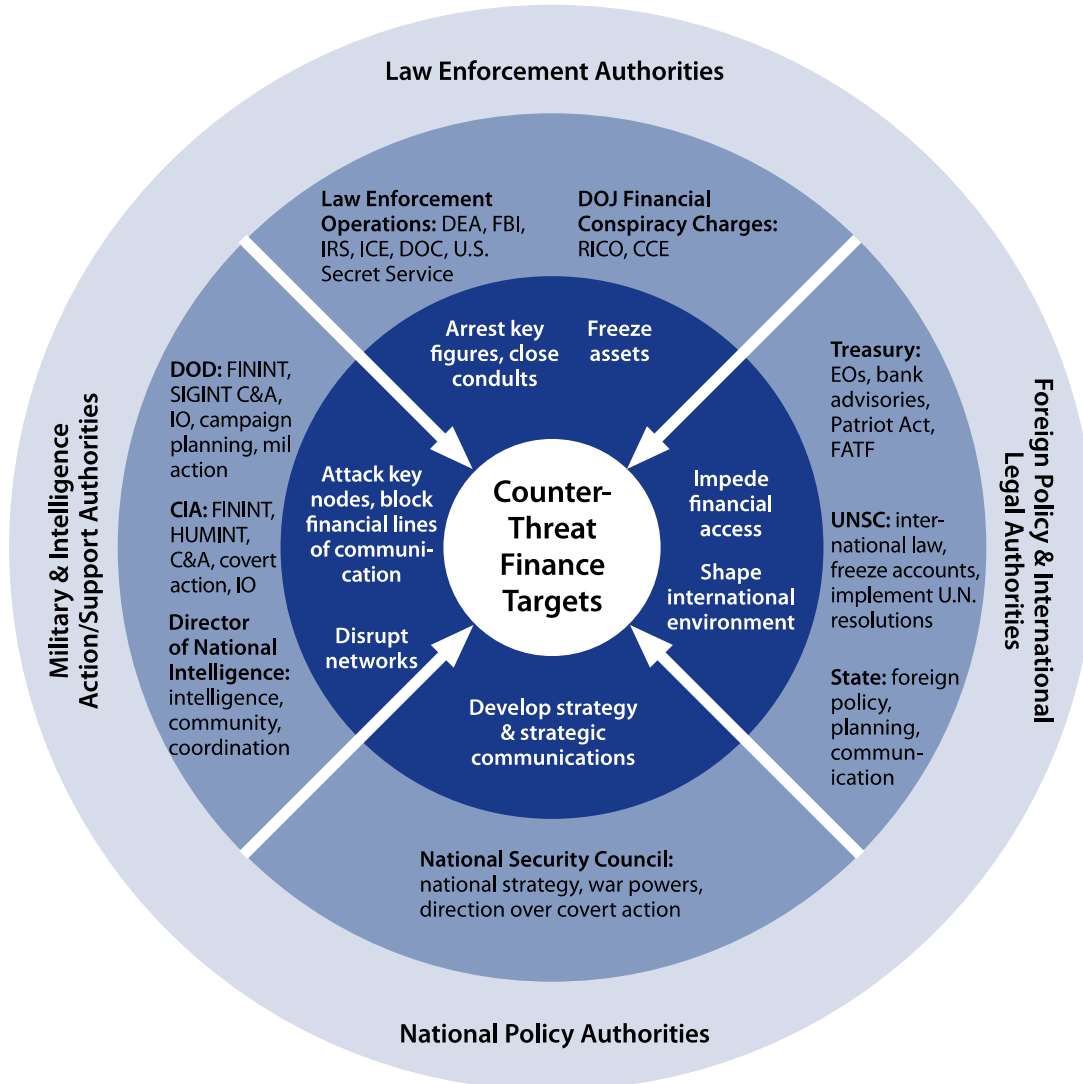 Law Enforcement Authorities
Law Enforcement
Operations: DEA, FBI,
IRS, ICE, DOC, U.S.
Secret Service
DOJ Financial
Conspiracy Charges:
RICO, CCE
Arrest key
figures, close
condults
Freeze
assets
Military & Intelligence
Action/Support Authorities
DOD: FININT,
SIGINT C&A,
IO, campaign
planning, mil
action
CIA: FININT,
HUMINT,
C&A, covert
action, IO
Director
of National
Intelligence:
intelligence,
community,
coordination
Attack key
nodes, block
financial lines
of communi-
cation
Disrupt
networks
Counter-
Threat
Finance
Targets
Impede
financial
access
Shape
international
environment
Treasury:
EOs, bank
advisories,
Patriot Act,
FATF
UNSC: inter-
national law,
freeze accounts,
implement U.N.
resolutions
State: foreign
policy,
planning,
commun-
ication
Foreign Policy & International
Legal Authorities
Develop strategy
& strategic
communications
National Security Council:
national strategy, war powers,
direction over covert action
National Policy Authorities